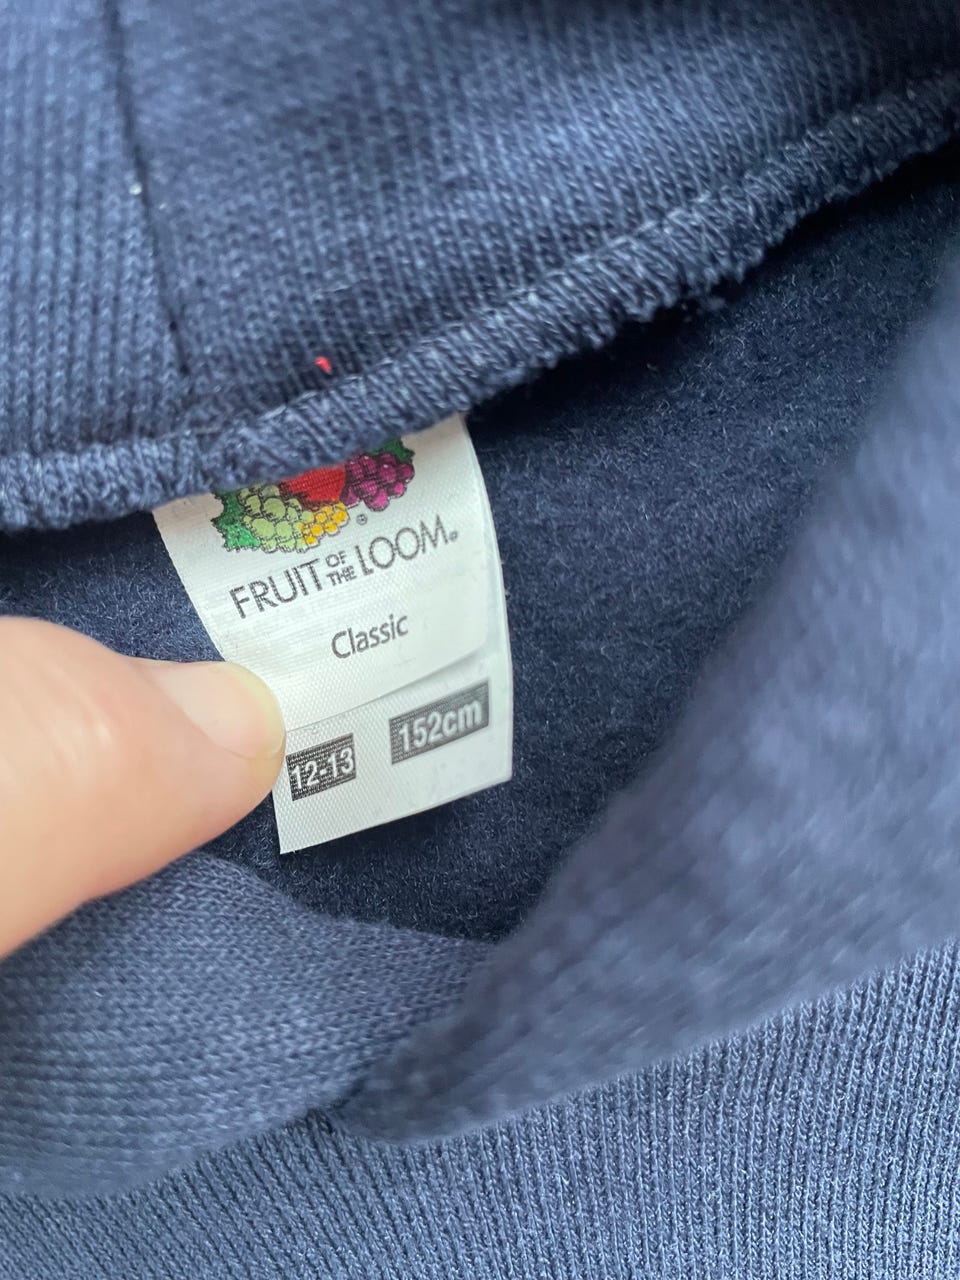 FRUIT OF THE LOOM®
Classic
12-13 152cm